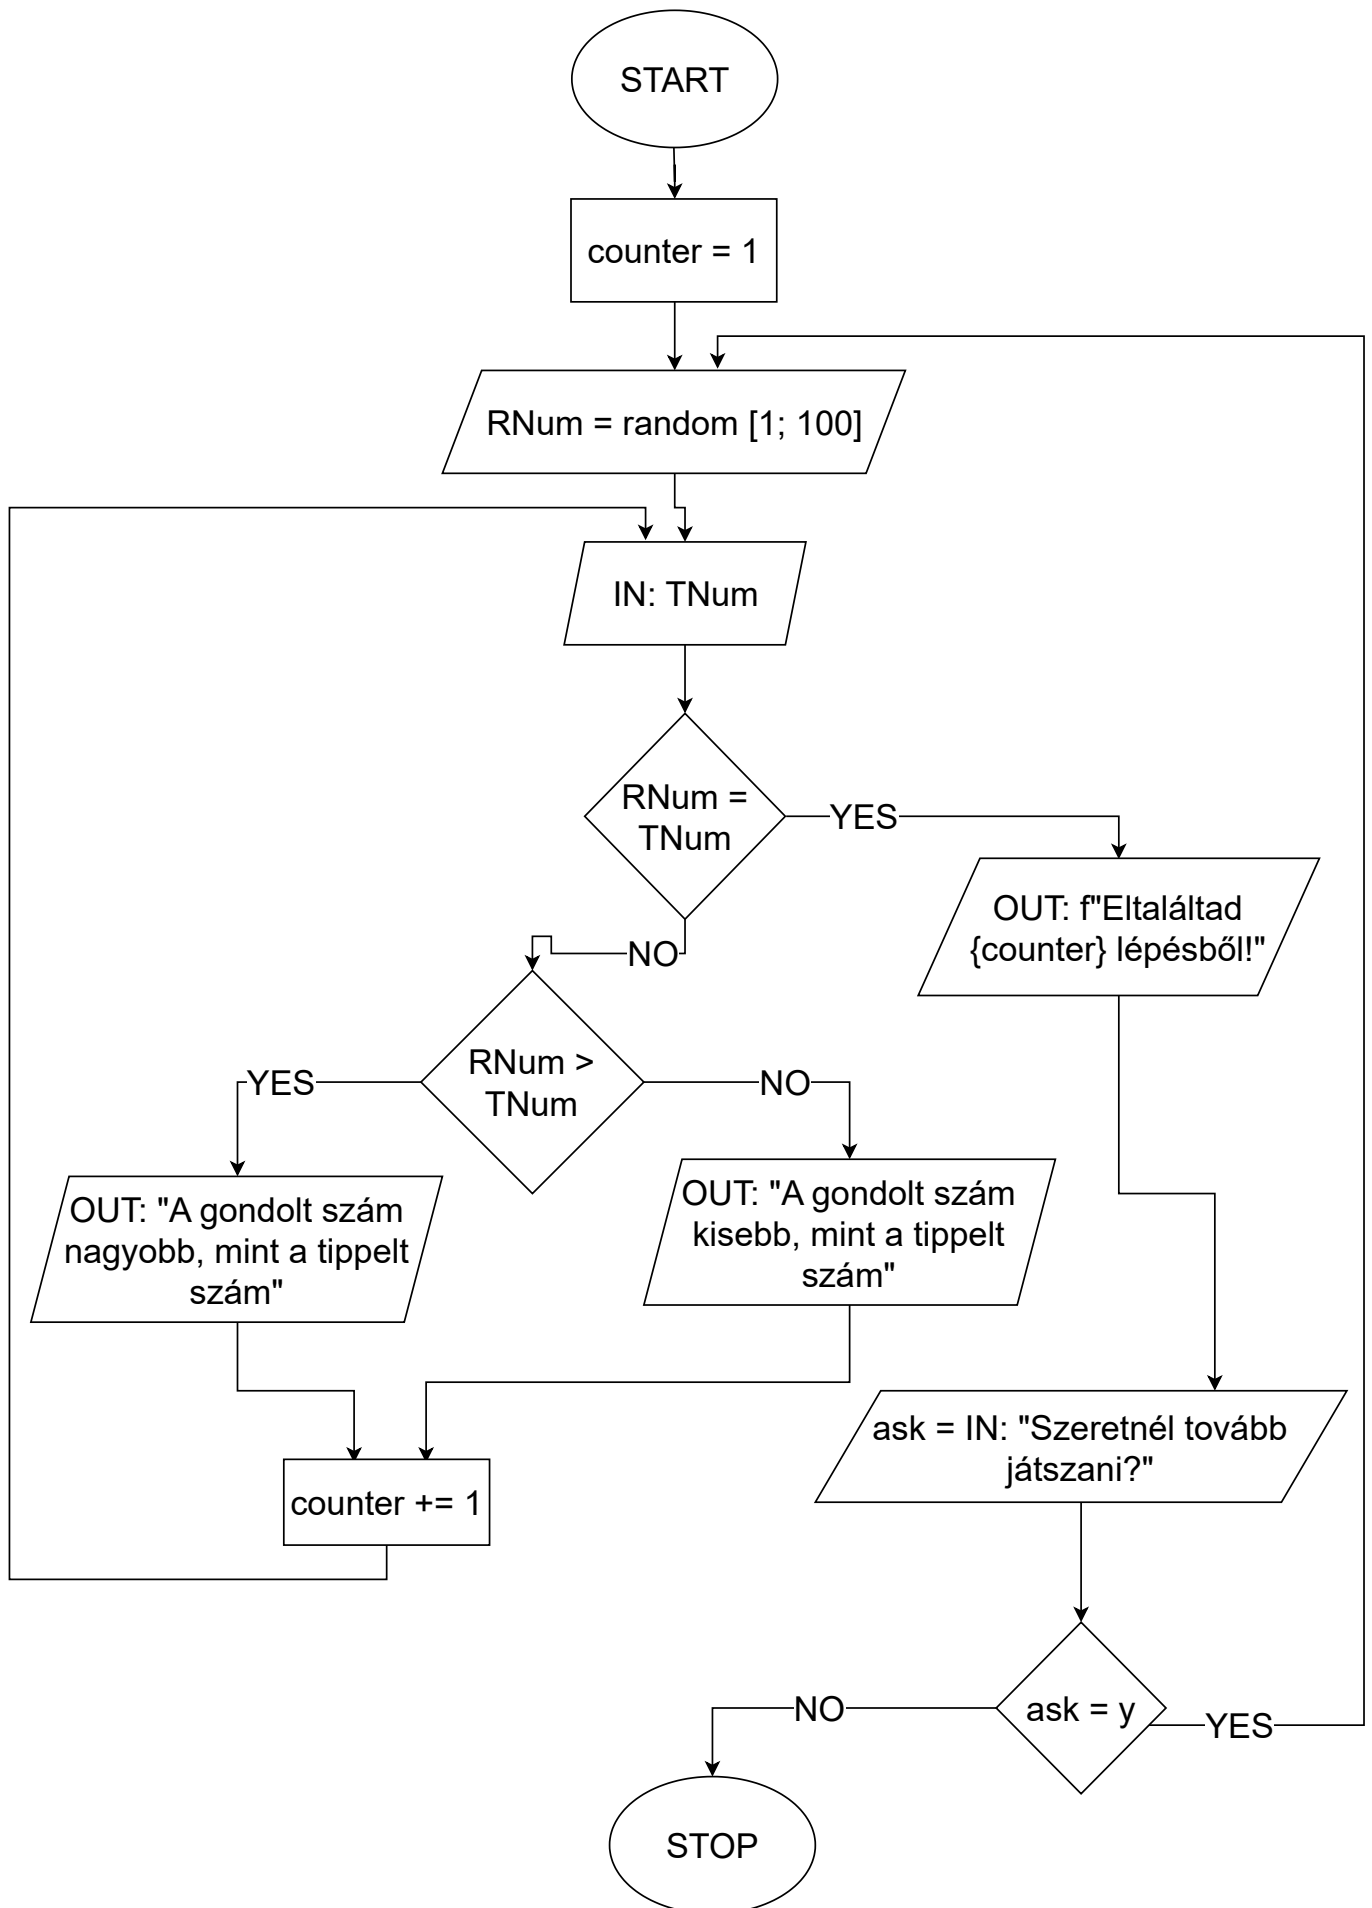 START
counter = 1
RNum = random [1; 100]
IN: TNum
RNum =
TNum
YES
OUT: f"Eltaláltad
{counter} lépésből!"
NO
RNum >
TNum
YES
NO
OUT: "A gondolt szám
nagyobb, mint a tippelt
szám"
OUT: "A gondolt szám
kisebb, mint a tippelt
szám"
counter += 1
ask = IN: "Szeretnél tovább
játszani?"
ask = y
NO
YES
STOP